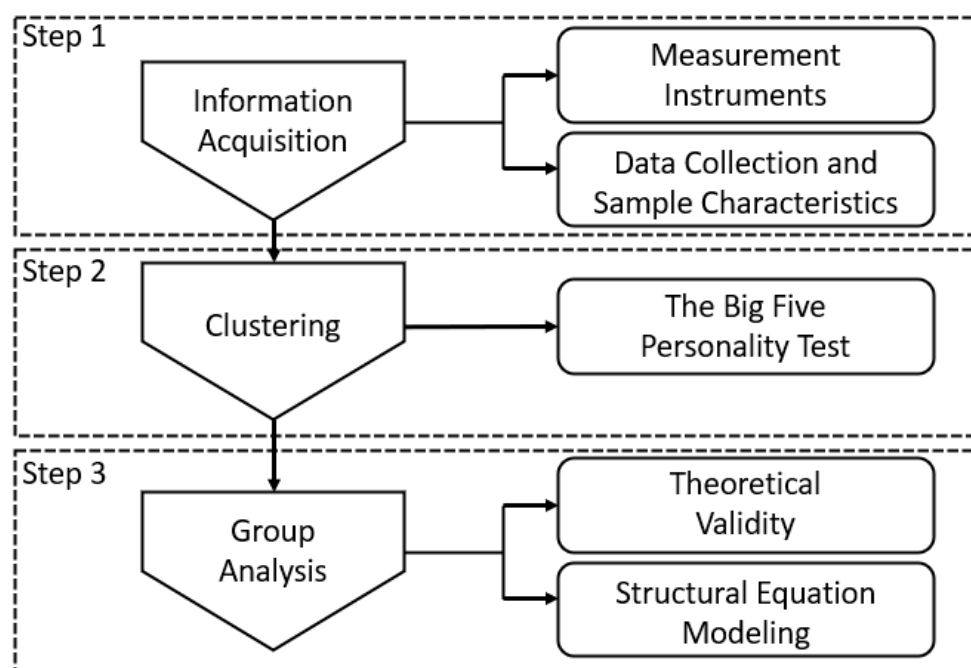 Step 1
Information
Acquisition
Measurement
Instruments
Data Collection and
Sample Characteristics
Step 2
Clustering
The Big Five
Personality Test
Step 3
Group
Analysis
Theoretical
Validity
Structural Equation
Modeling